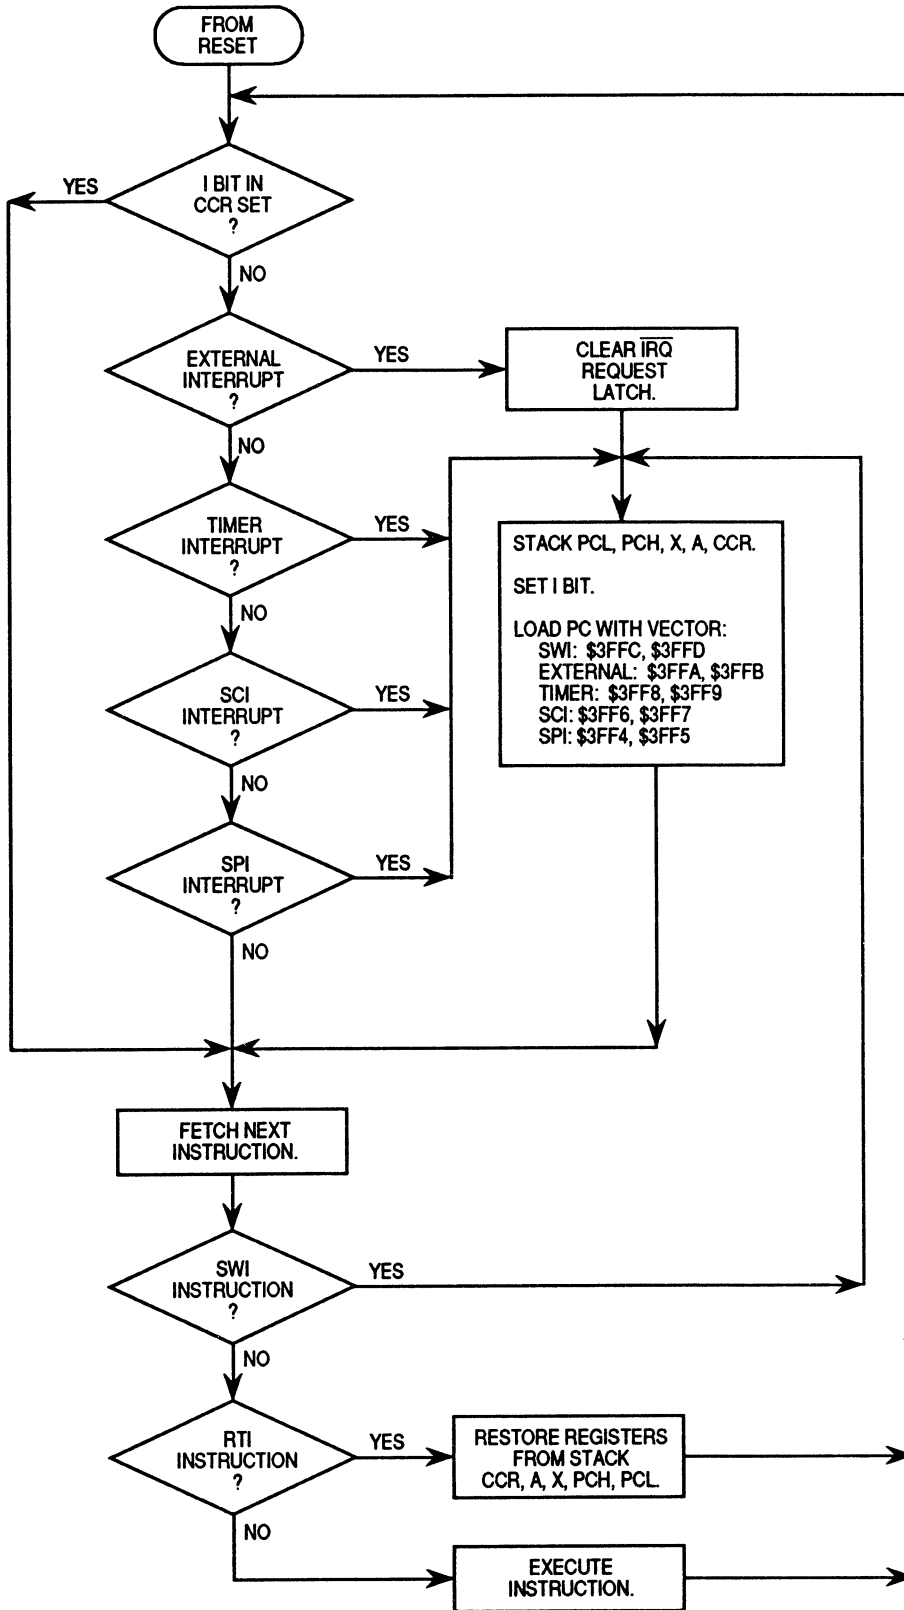 FROM
RESET
I BIT IN
CCR SET
?
YES
NO
EXTERNAL
INTERRUPT
?
YES
CLEAR IRQ
REQUEST
LATCH.
NO
TIMER
INTERRUPT
?
YES
STACK PCL, PCH, X, A, CCR.
SET I BIT.
LOAD PC WITH VECTOR:
SWI: $3FFC, $3FFD
EXTERNAL: $3FFA, $3FFB
TIMER: $3FF8, $3FF9
SCI: $3FF6, $3FF7
SPI: $3FF4, $3FF5
NO
SCI
INTERRUPT
?
YES
NO
SPI
INTERRUPT
?
YES
NO
FETCH NEXT
INSTRUCTION.
SWI
INSTRUCTION
?
YES
NO
RTI
INSTRUCTION
?
YES
RESTORE REGISTERS
FROM STACK
CCR, A, X, PCH, PCL.
NO
EXECUTE
INSTRUCTION.